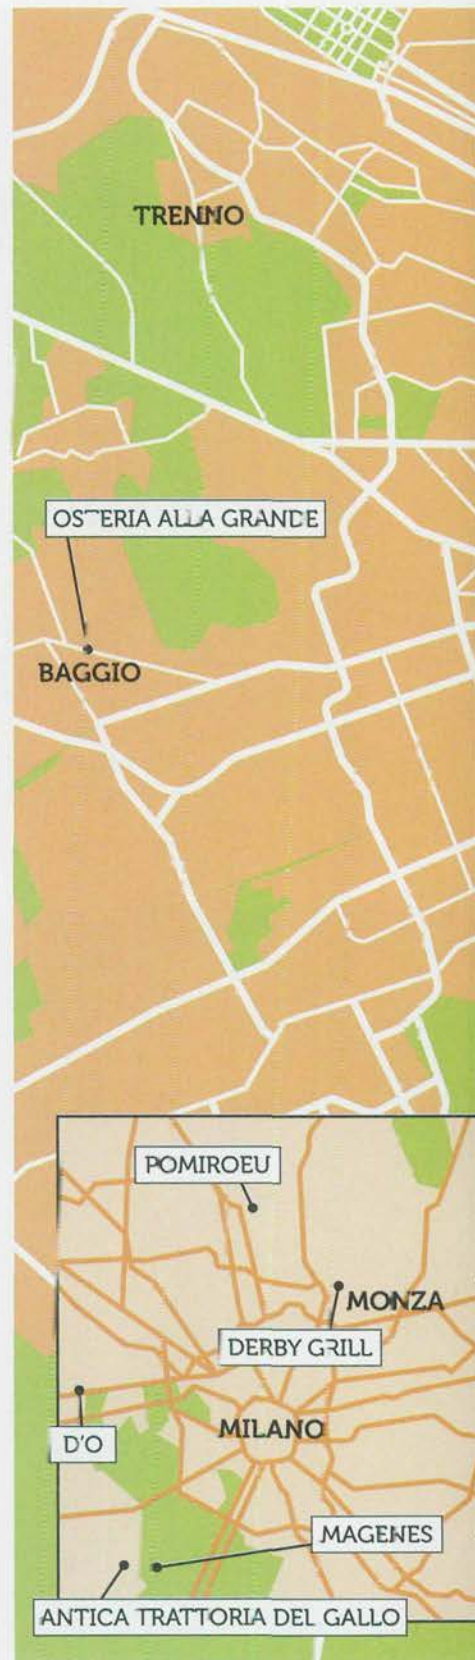 TRENNO
OSTERIA ALLA GRANDE
BAGGIO
POMIROEU
MONZA
DERBY GRILL
D'O
MILANO
MAGENES
ANTICA TRATTORIA DEL GALLO